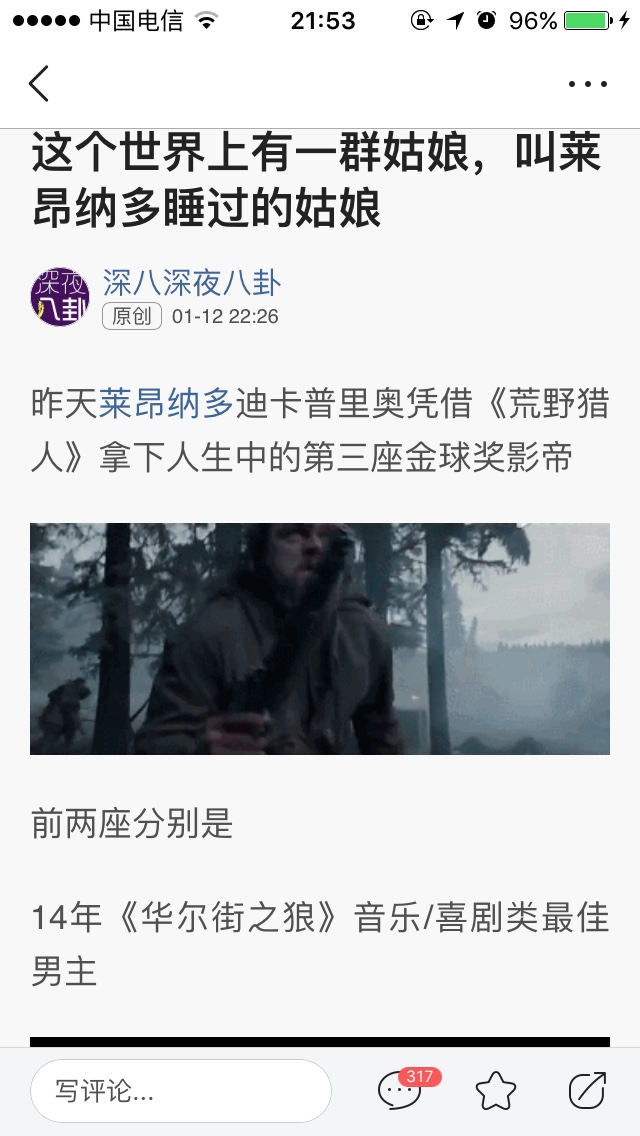 中国电信 21:53 96%
这个世界上有一群姑娘，叫莱
昂纳多睡过的姑娘
深夜
八卦
深八深夜八卦
原创 01-12 22:26
昨天莱昂纳多迪卡普里奥凭借《荒野猎
人》拿下人生中的第三座金球奖影帝
前两座分别是
14年《华尔街之狼》音乐/喜剧类最佳
男主
写评论... 317